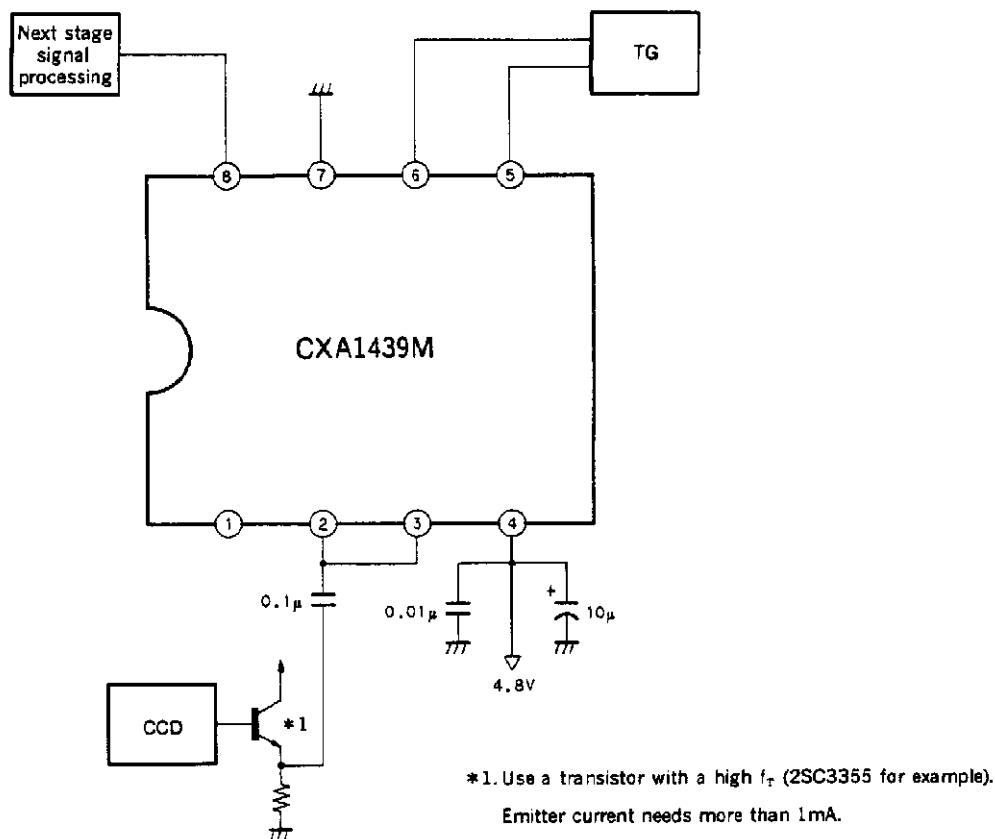 Next stage
signal
processing
TG
8
7
6
5
CXA1439M
1
2
3
4
0.1μ
0.01μ
+
10μ
4.8V
CCD
*1
*1. Use a transistor with a high fT (2SC3355 for example).
Emitter current needs more than 1mA.